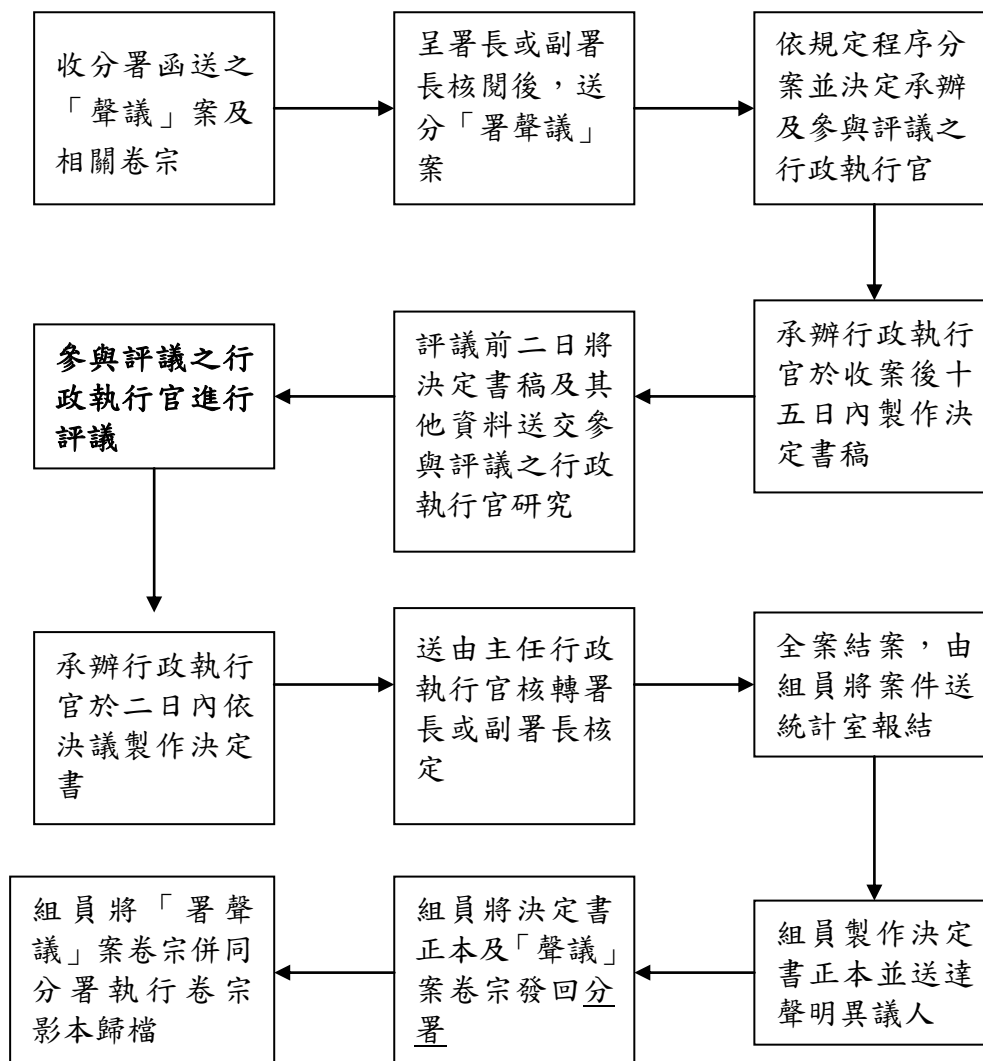 收分署函送之
「聲議」案及
相關卷宗
呈署長或副署
長核閱後，送
分「署聲議」
案
依規定程序分
案並決定承辦
及參與評議之
行政執行官
承辦行政執行
官於收案後十
五日內製作決
定書稿
評議前二日將
決定書稿及其
他資料送交參
與評議之行政
執行官研究
參與評議之行
政執行官進行
評議
承辦行政執行
官於二日內依
決議製作決定
書
送由主任行政
執行官核轉署
長或副署長核
定
全案結案，由
組員將案件送
統計室報結
組員製作決定
書正本並送達
聲明異議人
組員將決定書
正本及「聲議」
案卷宗發回分
署
組員將「署聲
議」案卷宗併同
分署執行卷宗
影本歸檔